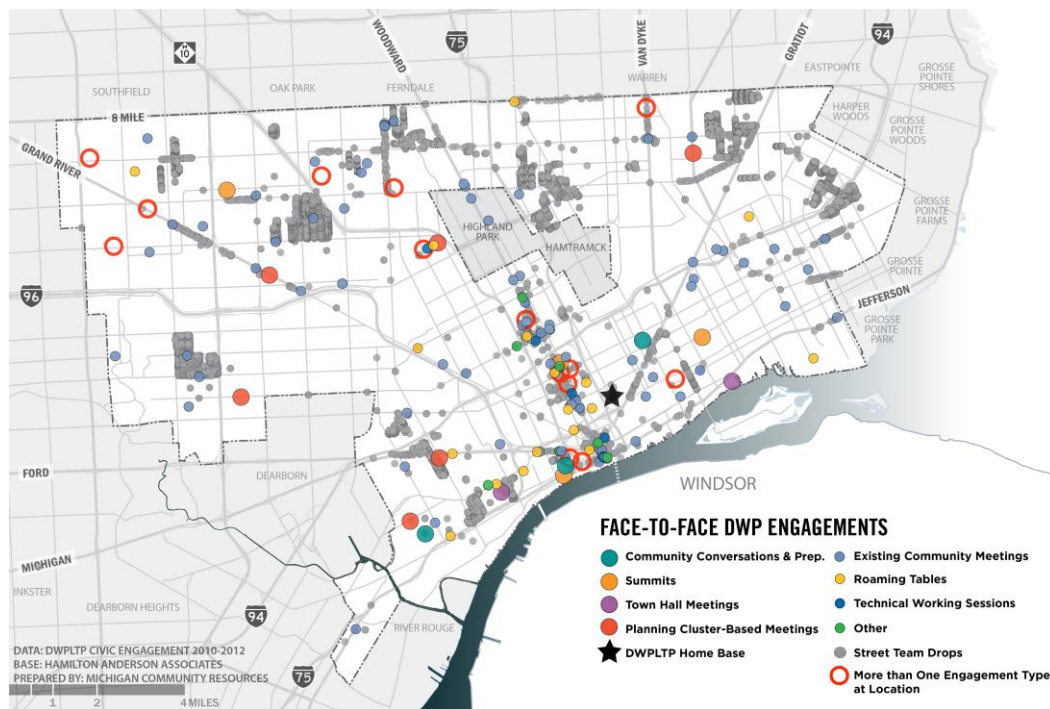 WOODWARD
VAN DYKE
GRATIOT
M
10
75
94
EASTPOINTE
GROSSE
POINTE
SHORES
SOUTHFIELD
OAK PARK
FERNDALE
WARREN
8 MILE
HARPER
WOODS
GROSSE
POINTE
WOODS
GRAND RIVER
GROSSE
POINTE
FARMS
HIGHLAND
PARK
HAMTRAMCK
GROSSE
POINTE
96
JEFFERSON
GROSSE
POINTE
PARK
FORD
DEARBORN
WINDSOR
MICHIGAN
INKSTER
DEARBORN HEIGHTS
94
RIVER ROUGE
75
FACE-TO-FACE DWP ENGAGEMENTS
Community Conversations & Prep.
Summits
Town Hall Meetings
Planning Cluster-Based Meetings
DWPLTP Home Base
Existing Community Meetings
Roaming Tables
Technical Working Sessions
Other
Street Team Drops
More than One Engagement Type
at Location
DATA: DWPLTP CIVIC ENGAGEMENT 2010-2012
BASE: HAMILTON ANDERSON ASSOCIATES
PREPARED BY: MICHIGAN COMMUNITY RESOURCES
1 2 4 MILES